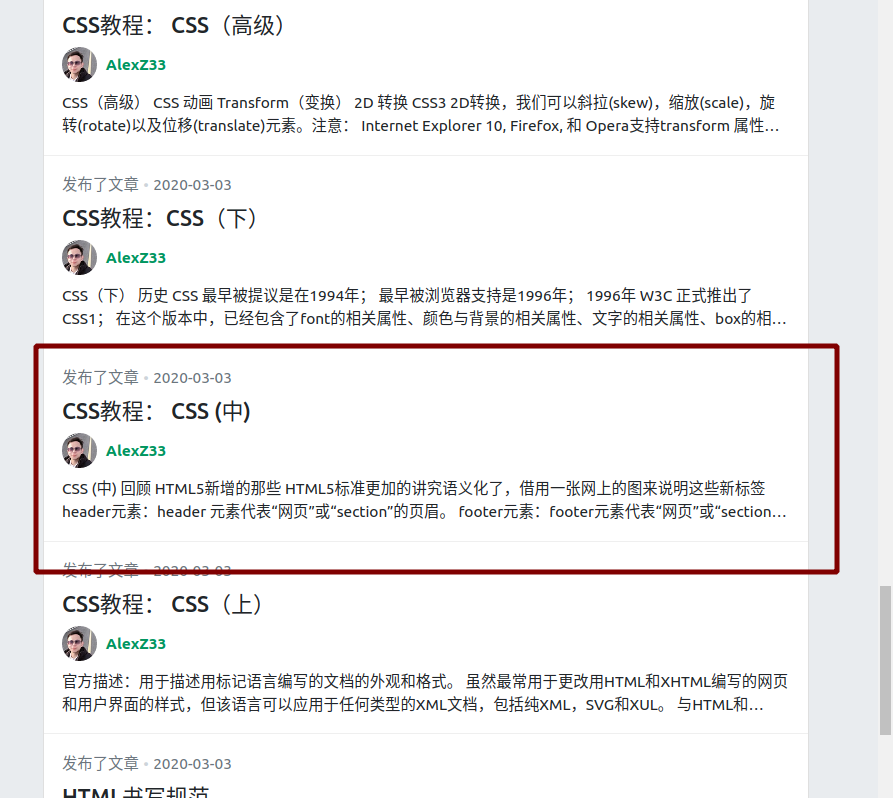 CSS教程： CSS（高级）
AlexZ33
CSS（高级） CSS 动画 Transform（变换） 2D 转换 CSS3 2D转换，我们可以斜拉(skew)，缩放(scale)，旋
转(rotate)以及位移(translate)元素。注意： Internet Explorer 10, Firefox, 和 Opera支持transform 属性...
发布了文章 • 2020-03-03
CSS教程：CSS（下）
AlexZ33
CSS（下） 历史 CSS 最早被提议是在1994年； 最早被浏览器支持是1996年； 1996年 W3C 正式推出了
CSS1； 在这个版本中，已经包含了font的相关属性、颜色与背景的相关属性、文字的相关属性、box的相...
发布了文章 • 2020-03-03
CSS教程： CSS (中)
AlexZ33
CSS (中) 回顾 HTML5新增的那些 HTML5标准更加的讲究语义化了，借用一张网上的图来说明这些新标签
header元素：header 元素代表“网页”或“section”的页眉。 footer元素：footer元素代表“网页”或“section...
发布了文章 • 2020-03-03
CSS教程： CSS（上）
AlexZ33
官方描述：用于描述用标记语言编写的文档的外观和格式。 虽然最常用于更改用HTML和XHTML编写的网页
和用户界面的样式，但该语言可以应用于任何类型的XML文档，包括纯XML，SVG和XUL。 与HTML和...
发布了文章 • 2020-03-03
HTML书写规范